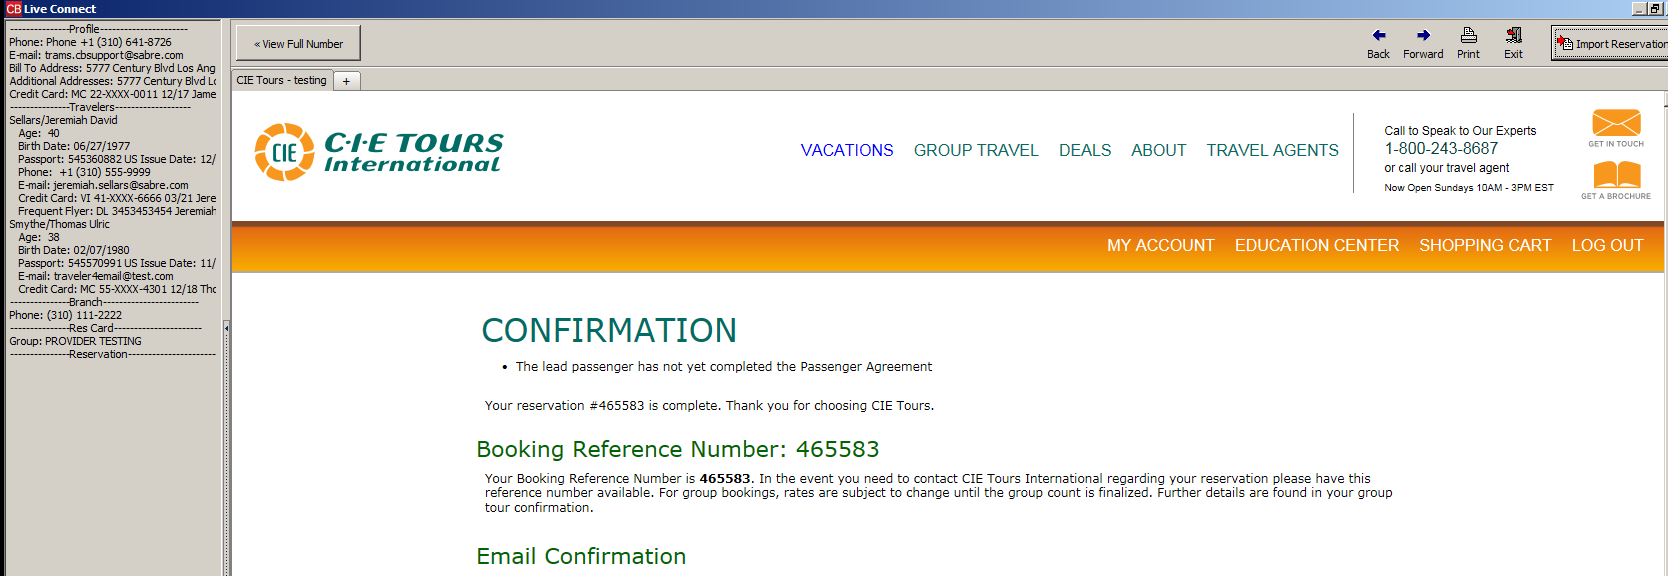 CB Live Connect
---------------Profile----------------------
Phone: Phone +1 (310) 641-8726
E-mail: trams.cbsupport@sabre.com
Bill To Address: 5777 Century Blvd Los Ang
Additional Addresses: 5777 Century Blvd Lo
Credit Card: MC 22-XXXX-0011 12/17 Jame
---------------Travelers-------------------
Sellars/Jeremiah David
Age: 40
Birth Date: 06/27/1977
Passport: 545360882 US Issue Date: 12/
Phone: +1 (310) 555-9999
E-mail: jeremiah.sellars@sabre.com
Credit Card: VI 41-XXXX-6666 03/21 Jere
Frequent Flyer: DL 3453453454 Jeremiah
Smythe/Thomas Ulric
Age: 38
Birth Date: 02/07/1980
Passport: 545570991 US Issue Date: 11/
E-mail: traveler4email@test.com
Credit Card: MC 55-XXXX-4301 12/18 Tho
---------------Branch------------------------
Phone: (310) 111-2222
---------------Res Card----------------------
Group: PROVIDER TESTING
---------------Reservation----------------------
« View Full Number
Back Forward Print Exit Import Reservation
CIE Tours - testing +
CIE C·I·E TOURS
International
VACATIONS GROUP TRAVEL DEALS ABOUT TRAVEL AGENTS
Call to Speak to Our Experts
1-800-243-8687
or call your travel agent
Now Open Sundays 10AM - 3PM EST
GET IN TOUCH
GET A BROCHURE
MY ACCOUNT EDUCATION CENTER SHOPPING CART LOG OUT
CONFIRMATION
• The lead passenger has not yet completed the Passenger Agreement
Your reservation #465583 is complete. Thank you for choosing CIE Tours.
Booking Reference Number: 465583
Your Booking Reference Number is 465583. In the event you need to contact CIE Tours International regarding your reservation please have this
reference number available. For group bookings, rates are subject to change until the group count is finalized. Further details are found in your group
tour confirmation.
Email Confirmation